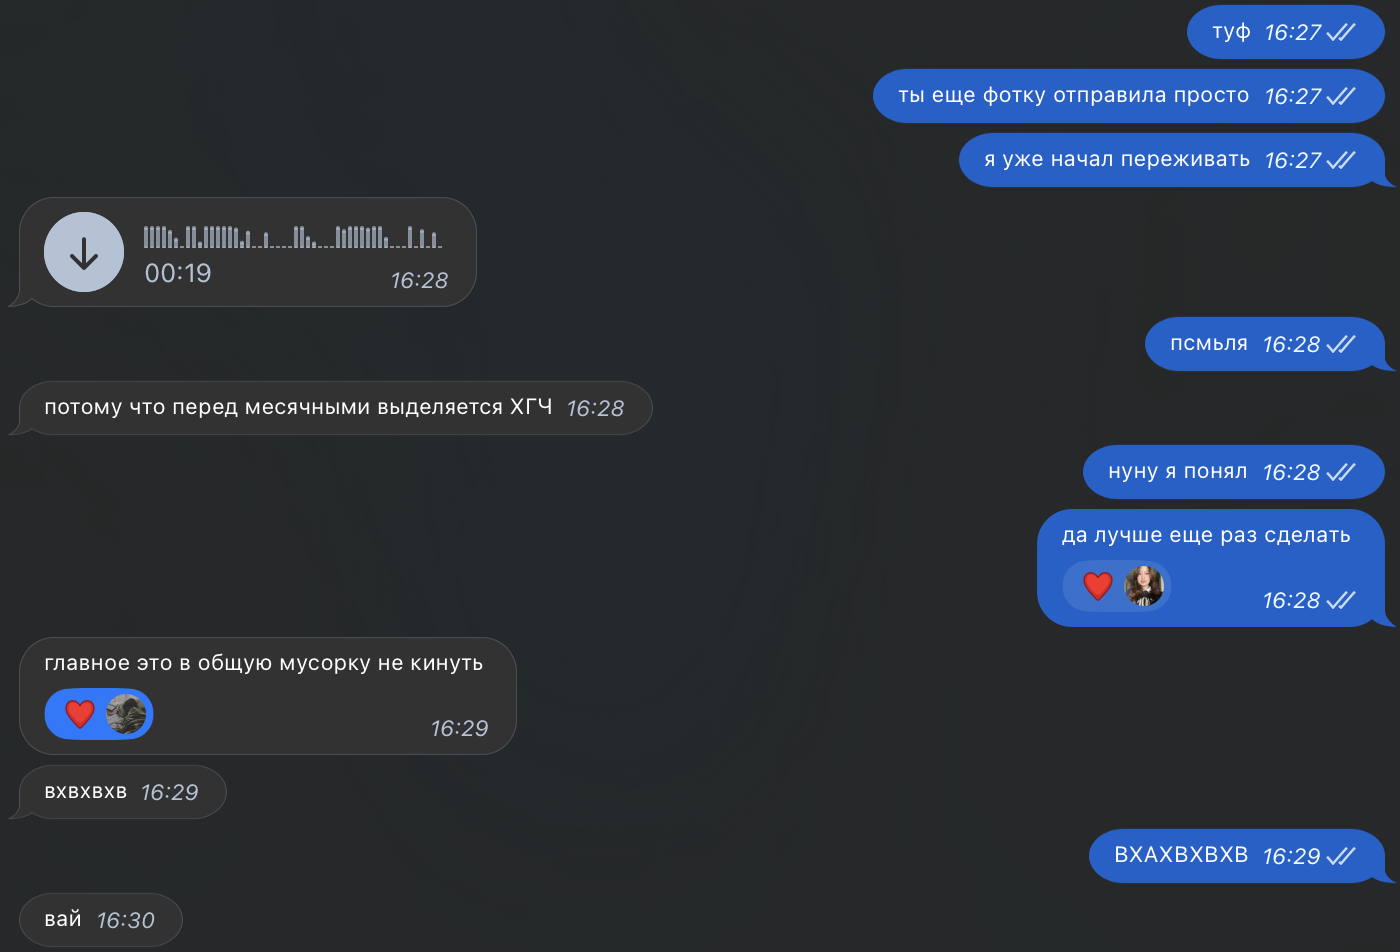 туф 16:27
ты еще фотку отправила просто 16:27
я уже начал переживать 16:27
00:19 16:28
псмьля 16:28
потому что перед месячными выделяется ХГЧ 16:28
нуну я понял 16:28
да лучше еще раз сделать
16:28
главное это в общую мусорку не кинуть
16:29
вхвхвхв 16:29
ВХАХВХВХВ 16:29
вай 16:30